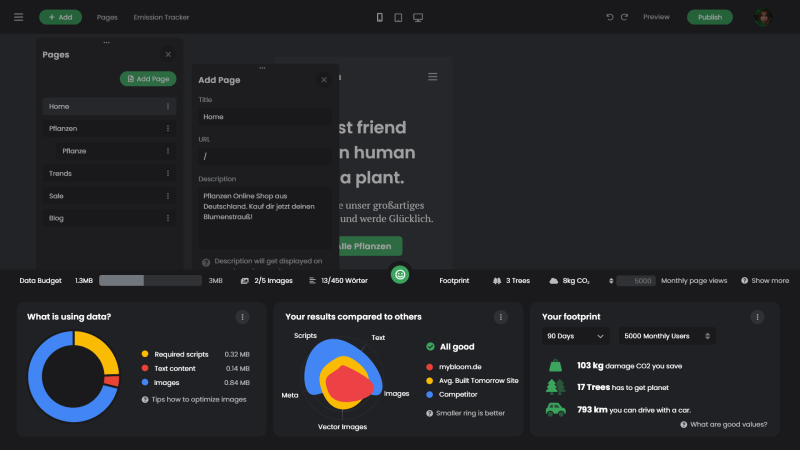 Add
Pages
Emission Tracker
Preview
Publish
Pages
Add Page
Home
Pflanzen
Pflanze
Trends
Sale
Blog
Add Page
Title
Home
URL
/
Description
Pflanzen Online Shop aus
Deutschland. Kauf dir jetzt deinen
Blumenstrauß!
Description will get displayed on
friend
human
a plant.
unser großartiges
und werde Glücklich.
Alle Pflanzen
Data Budget
1.3MB
3MB
2/5 Images
13/450 Wörter
Footprint
3 Trees
8kg CO₂
5000
Monthly page views
Show more
What is using data?
Required scripts 0.32 MB
Text content 0.14 MB
Images 0.84 MB
Tips how to optimize images
Your results compared to others
Scripts
Text
Meta
Images
Vector Images
All good
mybloom.de
Avg. Built Tomorrow Site
Competitor
Smaller ring is better
Your footprint
90 Days
5000 Monthly Users
103 kg damage CO2 you save
17 Trees has to get planet
793 km you can drive with a car.
What are good values?